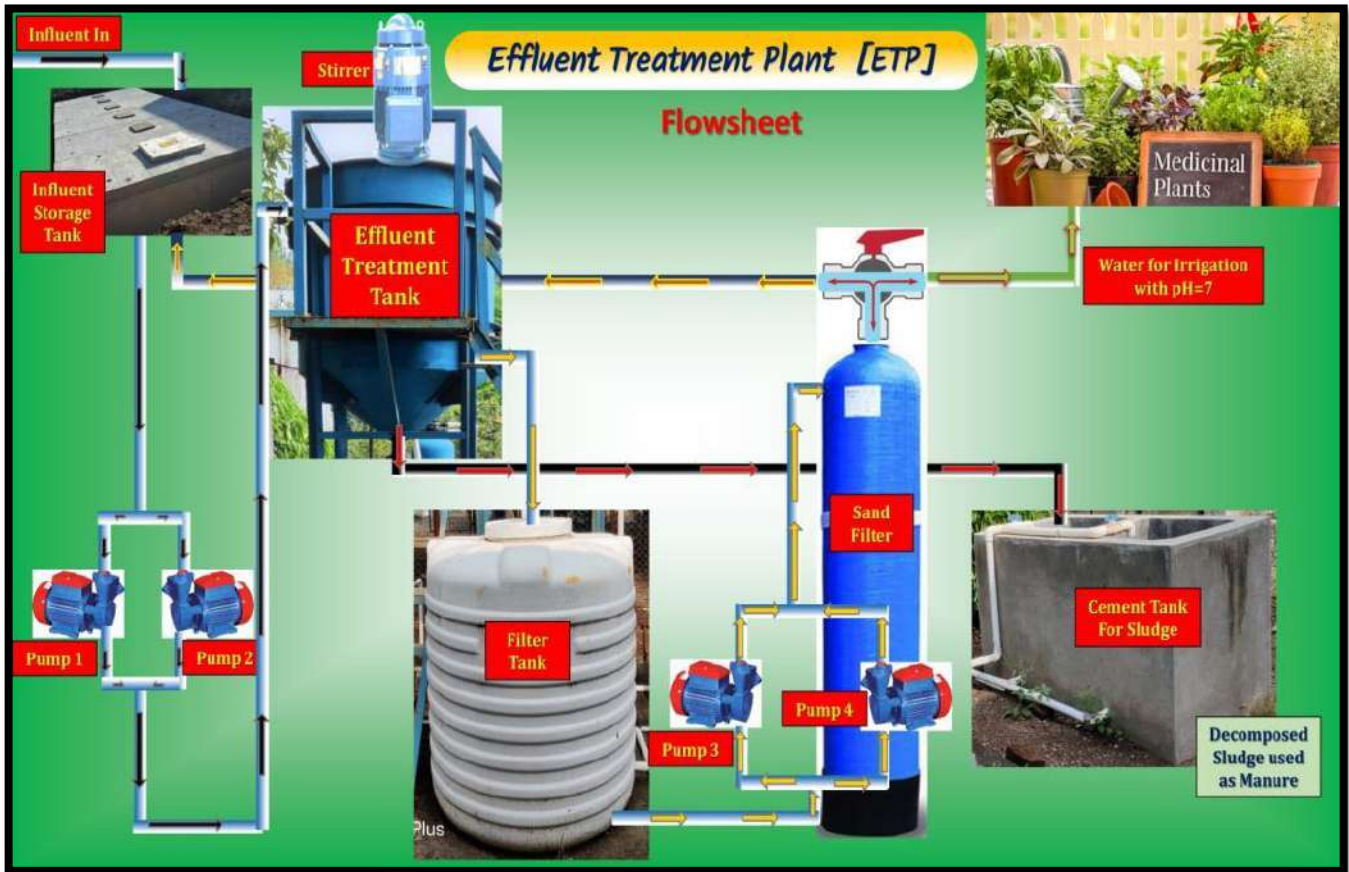 Influent In
Stirrer
Effluent Treatment Plant [ETP]
Flowsheet
Medicinal
Plants
Influent
Storage
Tank
Effluent
Treatment
Tank
Water for Irrigation
with pH=7
Sand
Filter
Cement Tank
For Sludge
Filter
Tank
Pump 1
Pump 2
Pump 3
Pump 4
Decomposed
Sludge used
as Manure
Plus